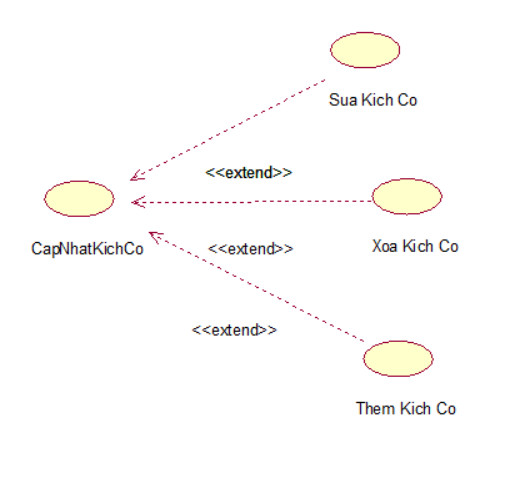 Sua Kich Co
<<extend>>
CapNhatKichCo
<<extend>>
Xoa Kich Co
<<extend>>
Them Kich Co